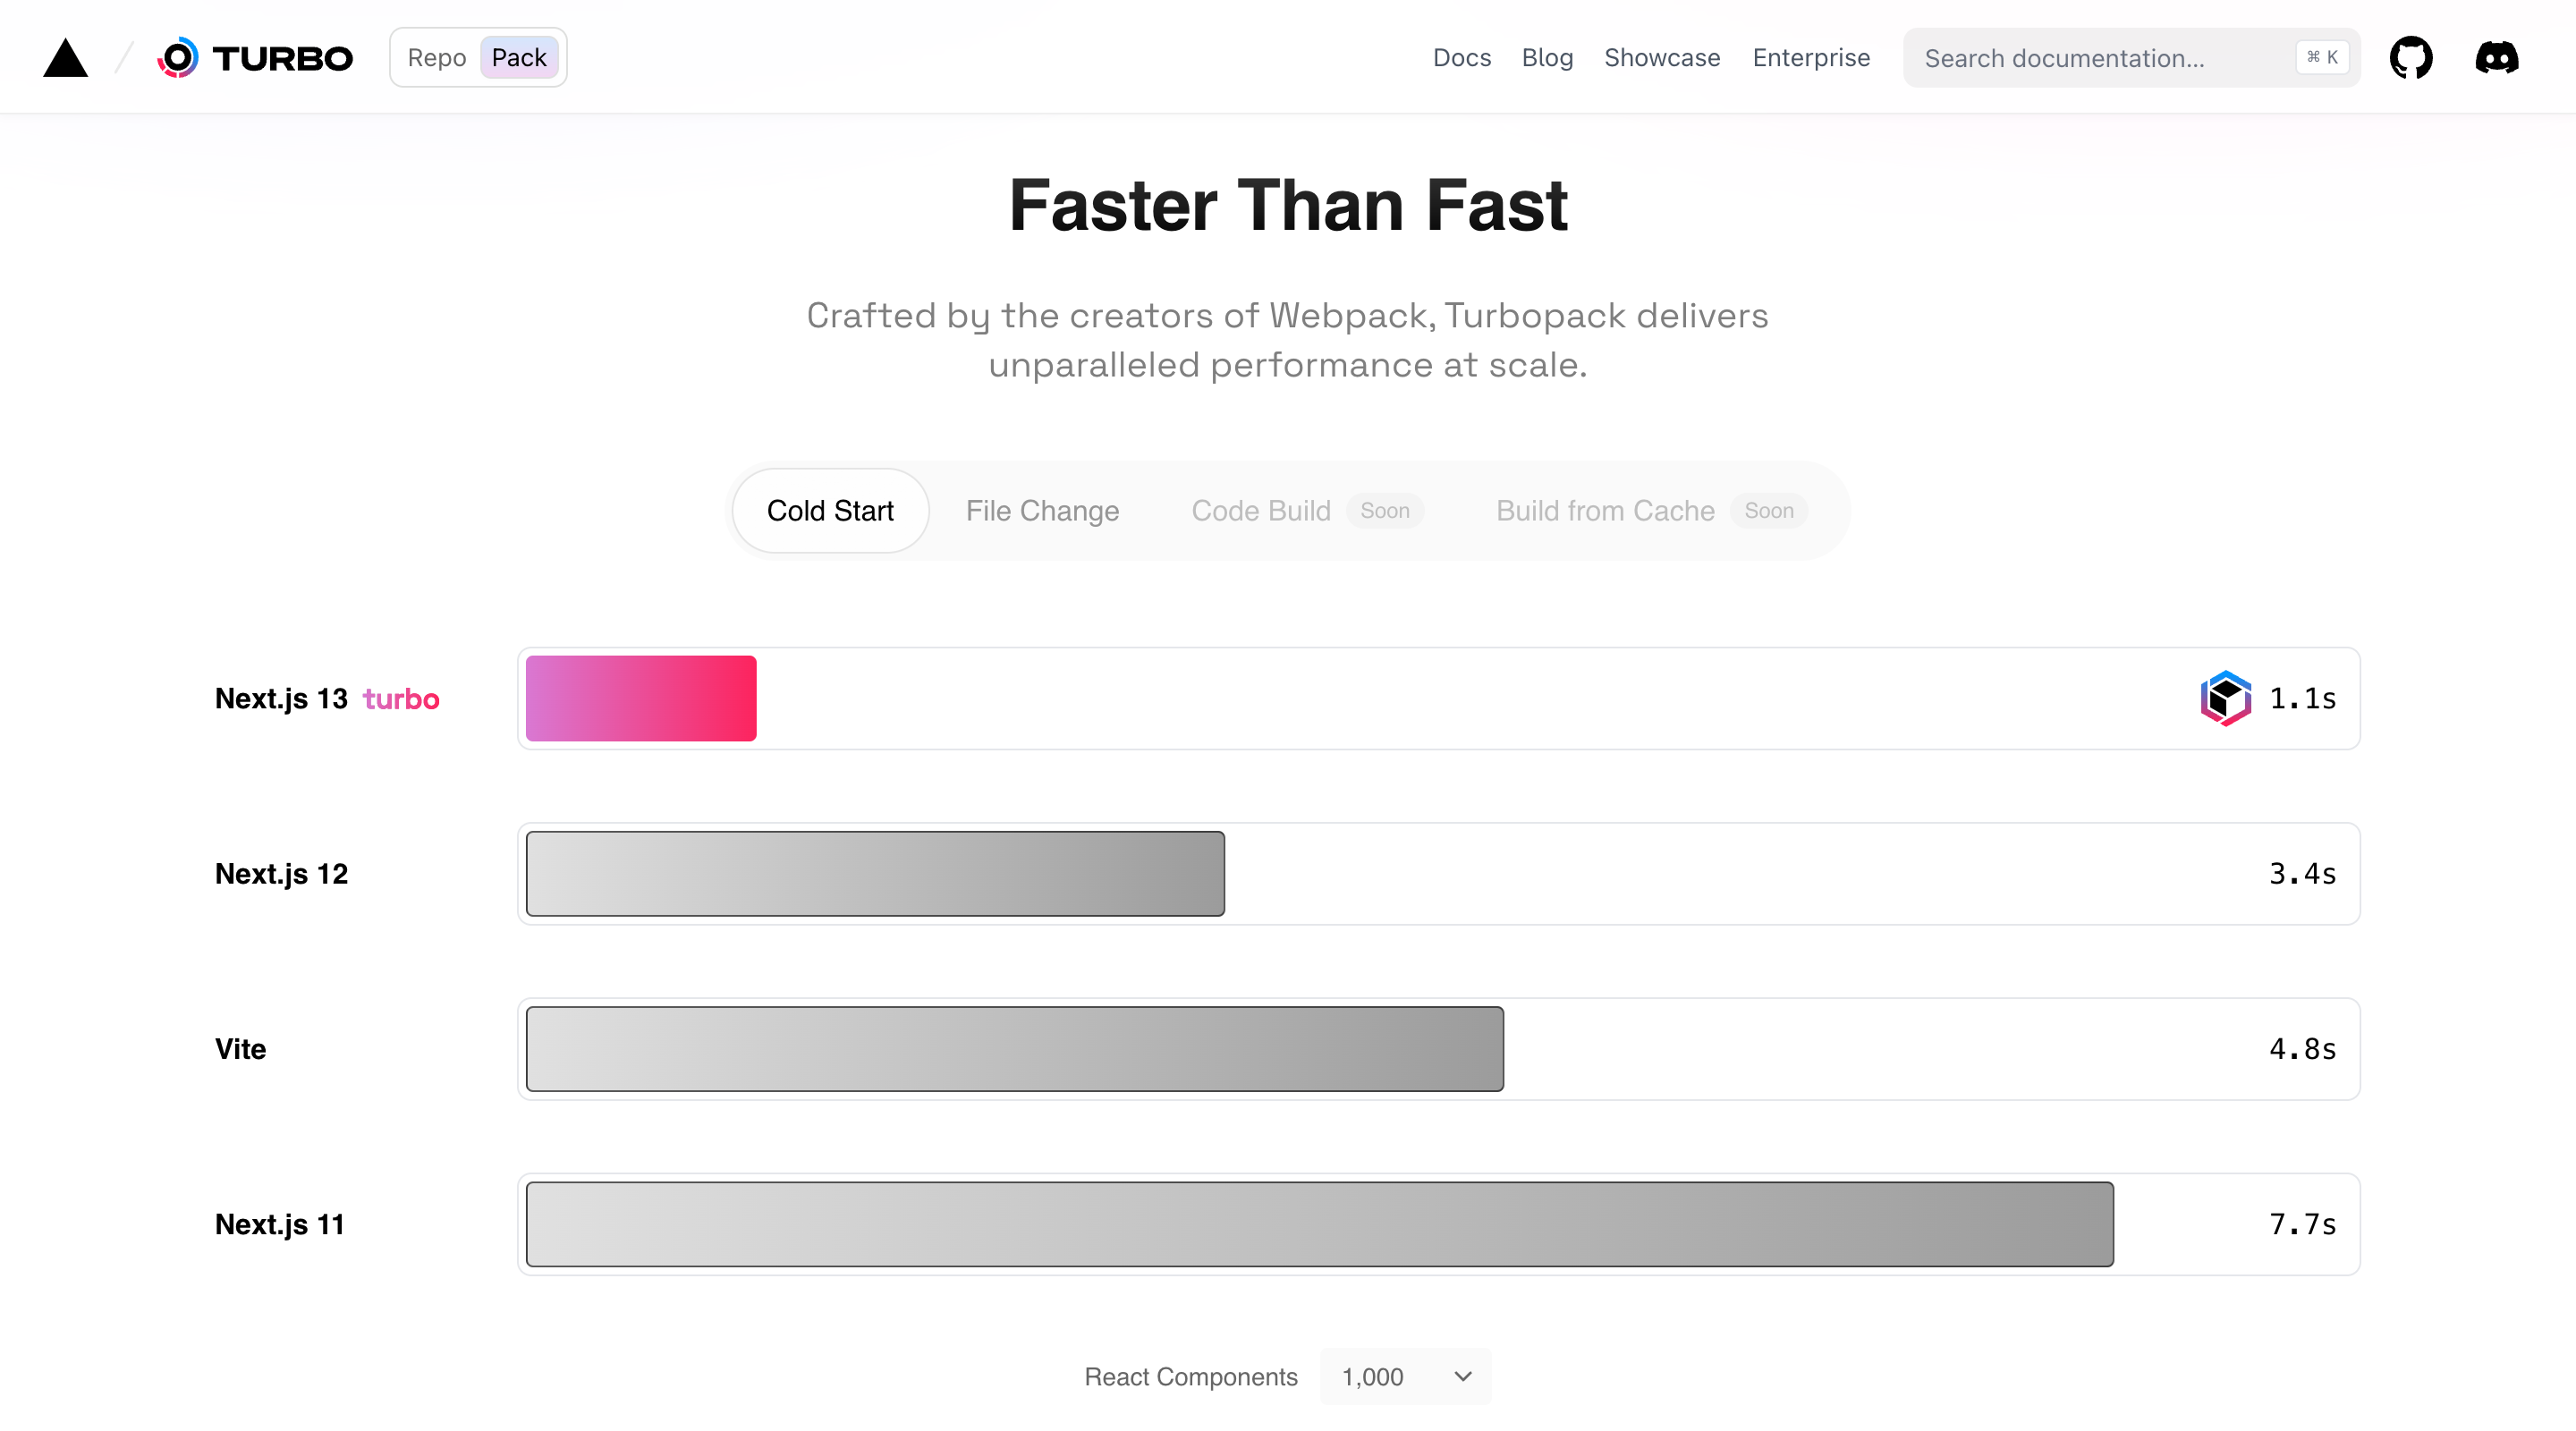 TURBO
Repo Pack
Docs Blog Showcase Enterprise
Search documentation...
⌘ K
Faster Than Fast
Crafted by the creators of Webpack, Turbopack delivers
unparalleled performance at scale.
Cold Start File Change Code Build Soon Build from Cache Soon
Next.js 13 turbo 1.1s
Next.js 12 3.4s
Vite 4.8s
Next.js 11 7.7s
React Components 1,000